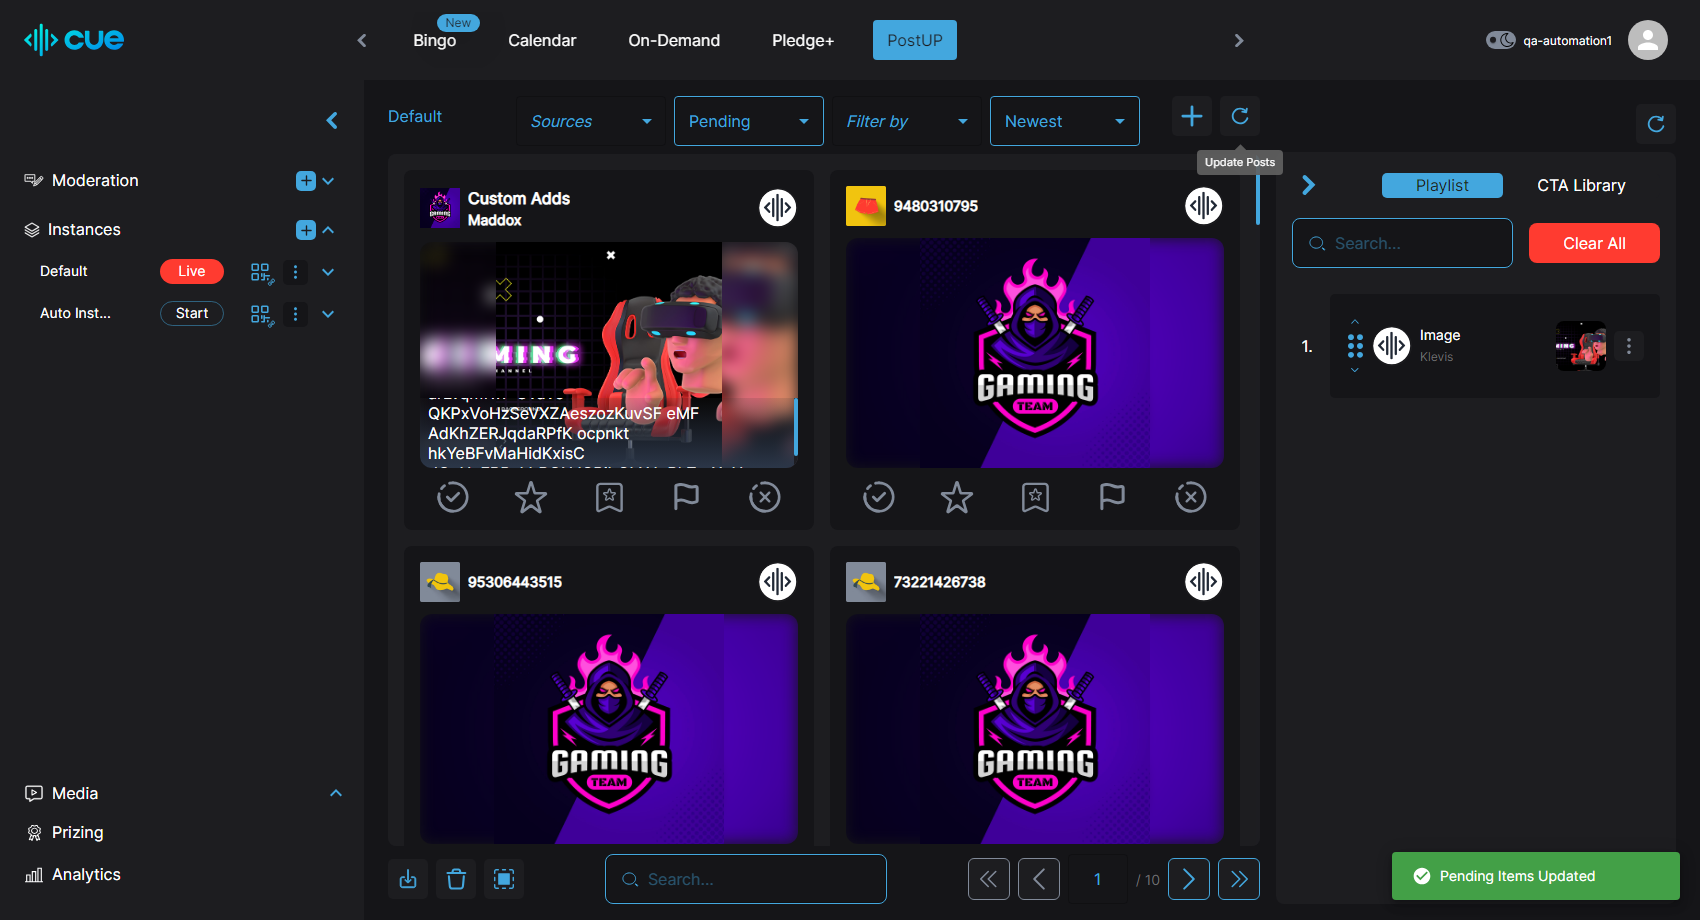 cue
New
Bingo
Calendar
On-Demand
Pledge+
PostUP
qa-automation1
Default
Sources
Pending
Filter by
Newest
Update Posts
Moderation
Instances
Default
Live
Auto Inst...
Start
Media
Prizing
Analytics
Custom Adds
Maddox
MING
QKPxVoHzSeVXZAeszozKuvSF eMF
AdKhZERJqdaRPfK ocpnkt
hkYeBFvMaHidKxisC
9480310795
GAMING
TEAM
95306443515
GAMING
TEAM
73221426738
GAMING
TEAM
Search...
1
/ 10
Playlist
CTA Library
Search...
Clear All
1.
Image
Klevis
Pending Items Updated